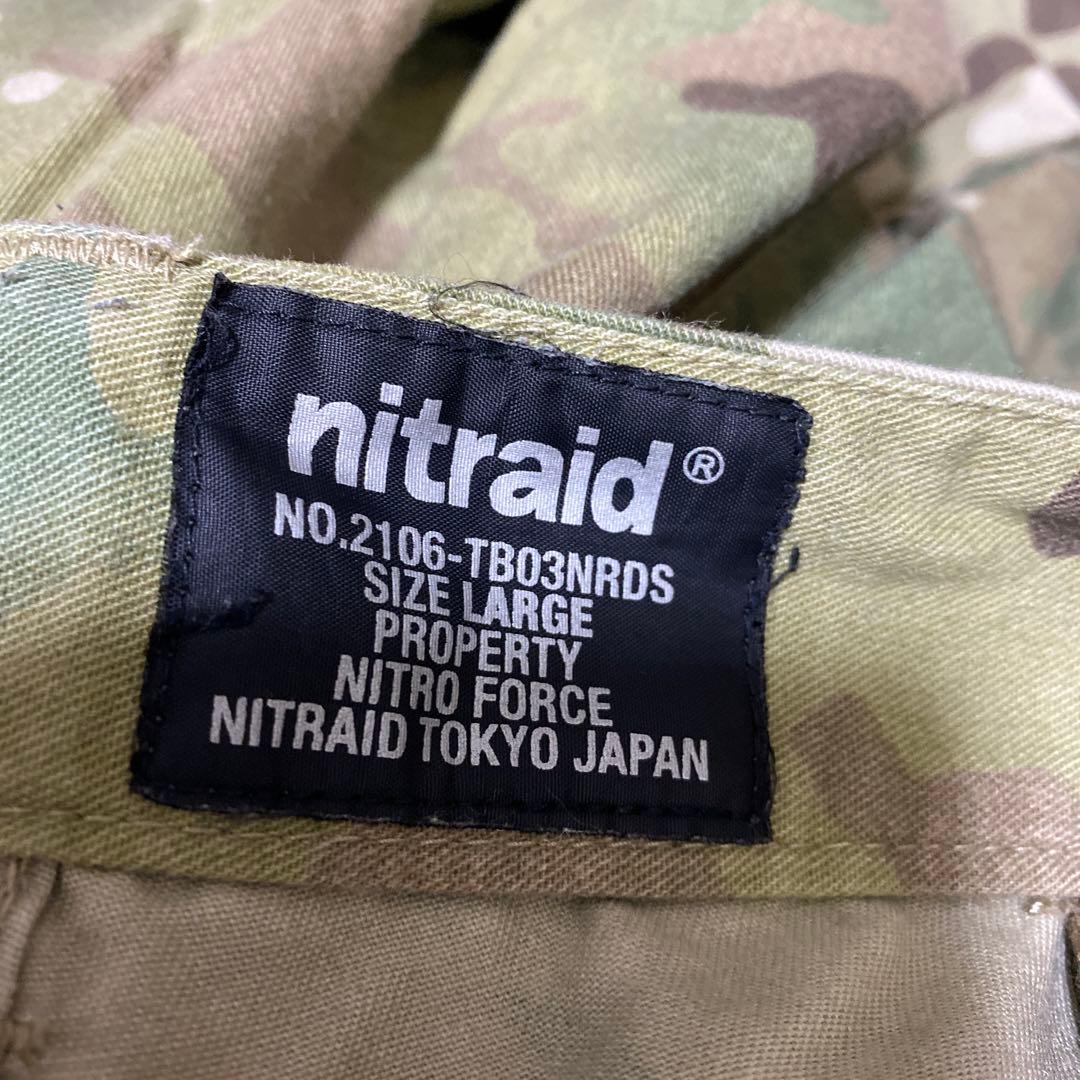 nitraid®
NO.2106-TB03NRDS
SIZE LARGE
PROPERTY
NITRO FORCE
NITRAID TOKYO JAPAN